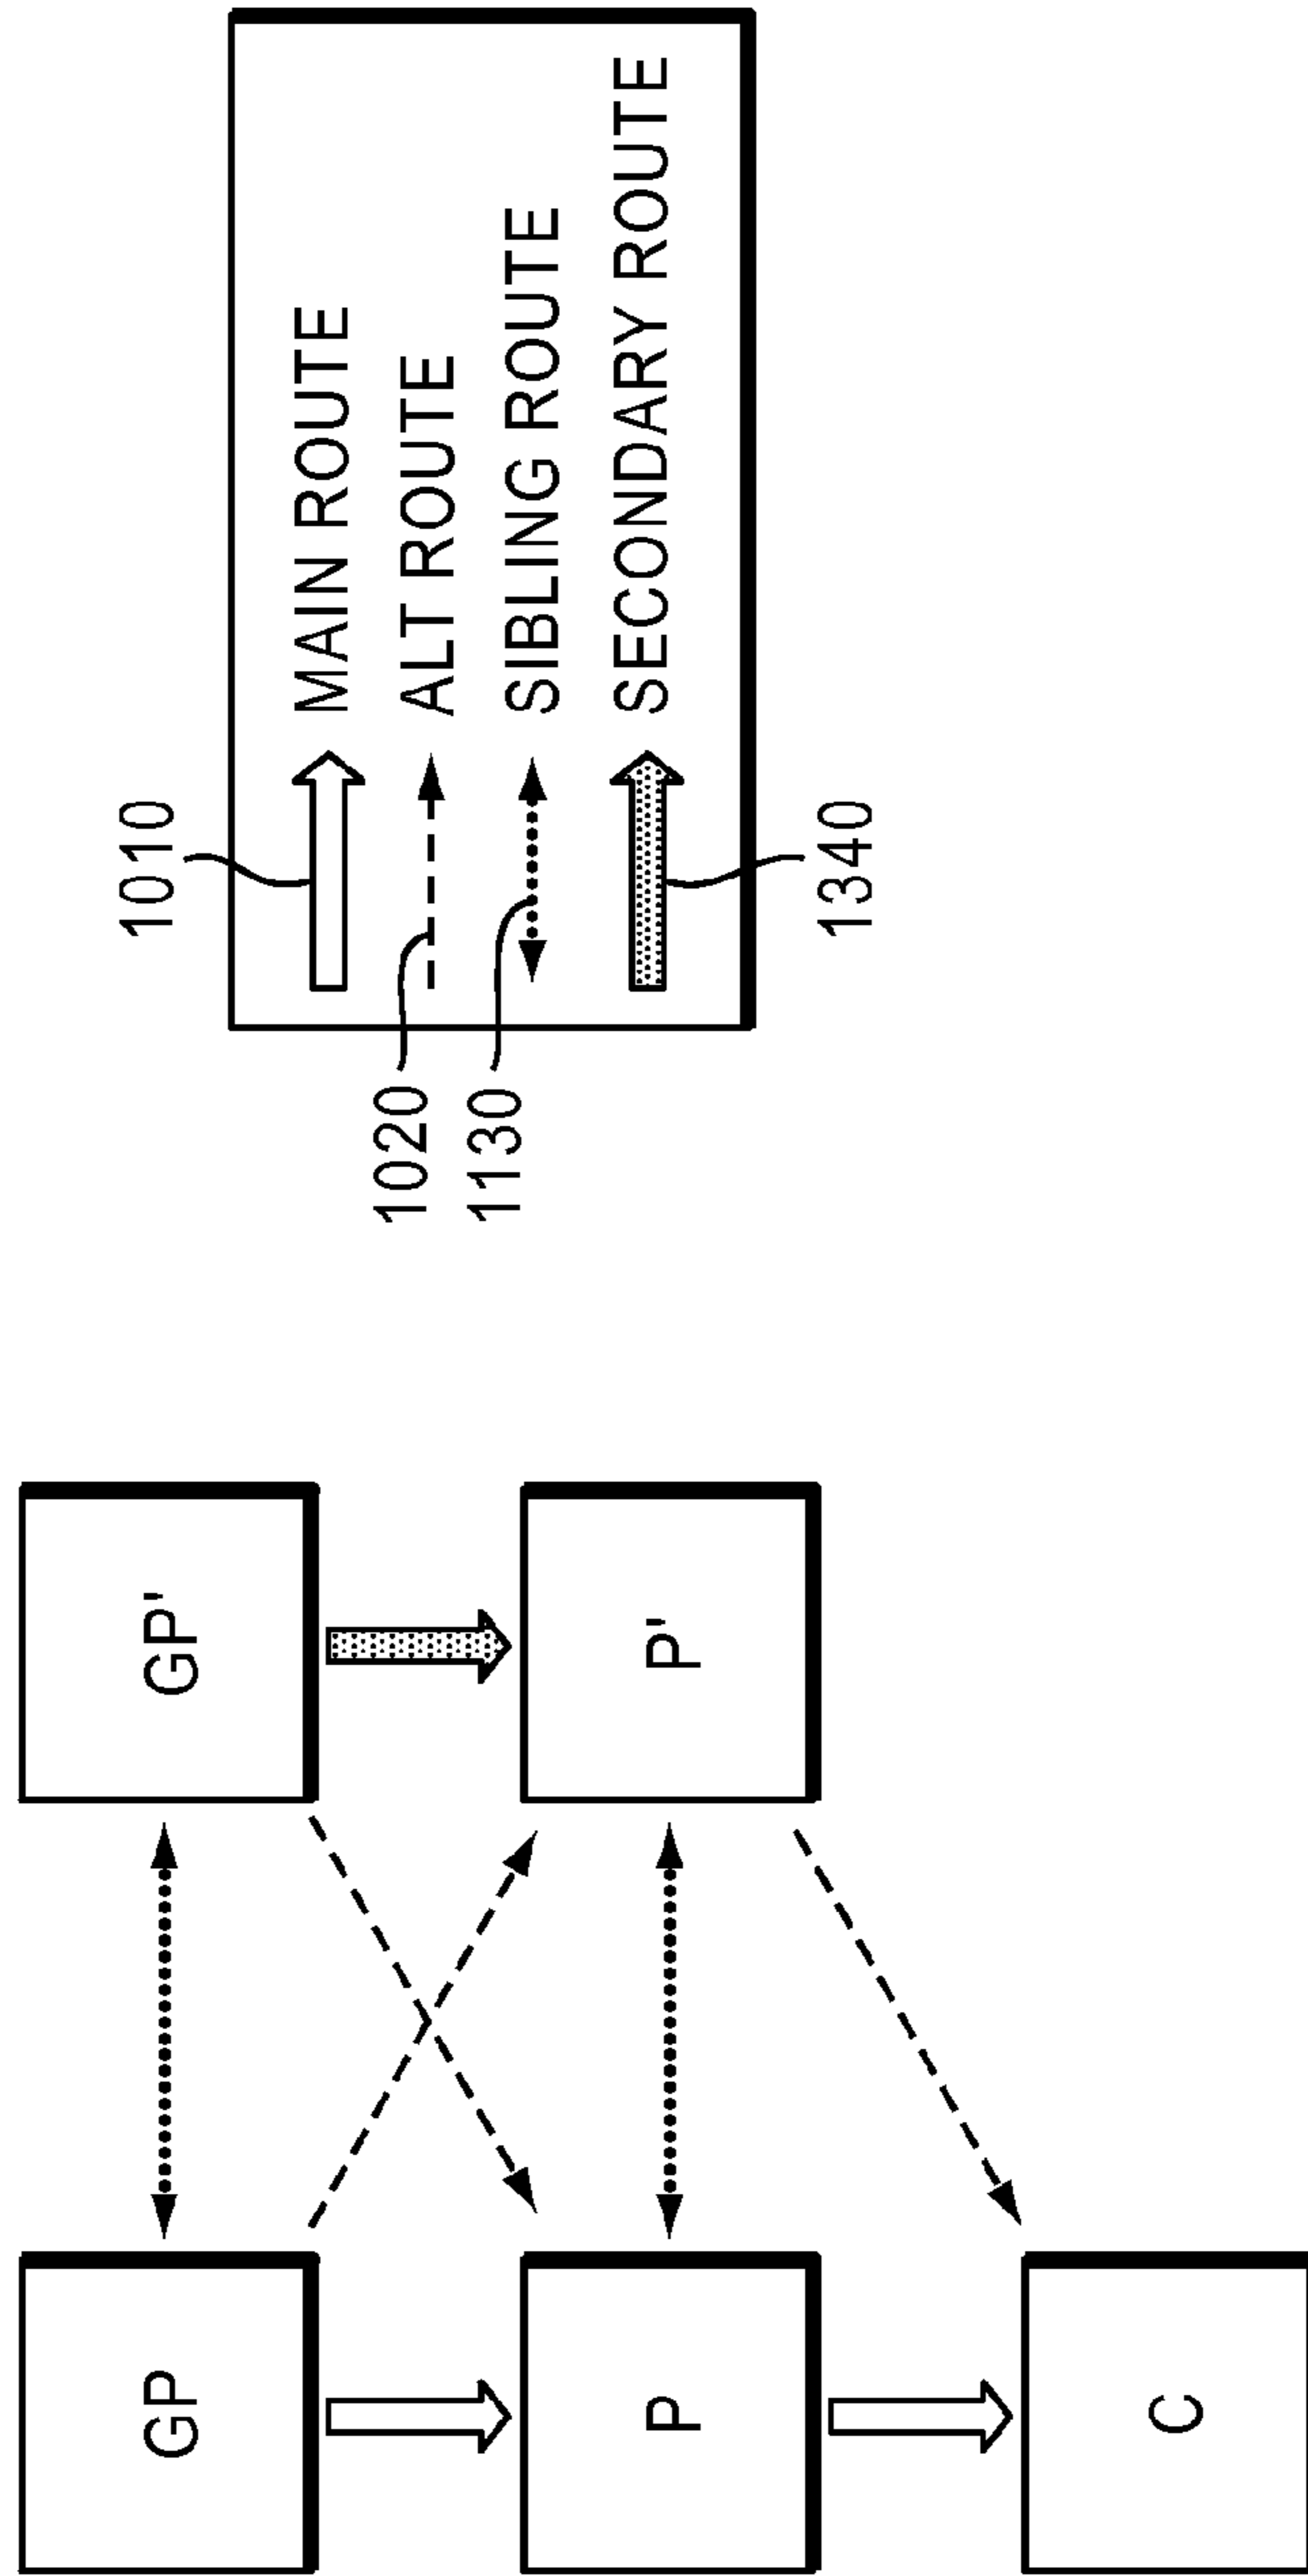 1010
MAIN ROUTE
1020
ALT ROUTE
1130
SIBLING ROUTE
SECONDARY ROUTE
1340
GP
GP'
P
P'
C